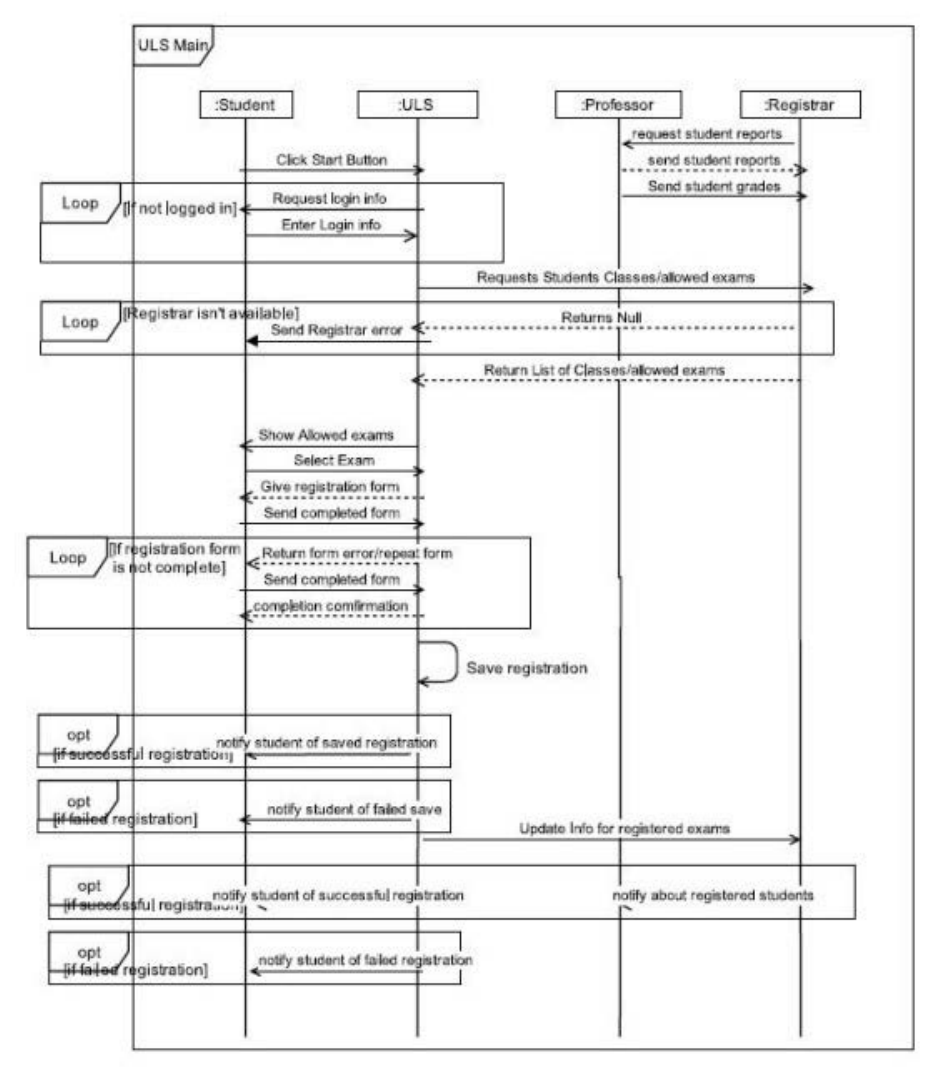 ULS Main
:Student
:ULS
:Professor
:Registrar
request student reports
Click Start Button
send student reports
Send student grades
Loop
[If not logged in]
Request login info
Enter Login info
Requests Students Classes/allowed exams
Loop
[Registrar isn't available]
Returns Null
Send Registrar error
Return List of Classes/allowed exams
Show Allowed exams
Select Exam
Give registration form
Send completed form
Loop
[If registration form
is not complete]
Return form error/repeat form
Send completed form
completion comfirmation
Save registration
opt
[if successful registration]
notify student of saved registration
opt
[if failed registration]
notify student of failed save
Update Info for registered exams
opt
[if successful registration]
notify student of successful registration
notify about registered students
opt
[if failed registration]
notify student of failed registration